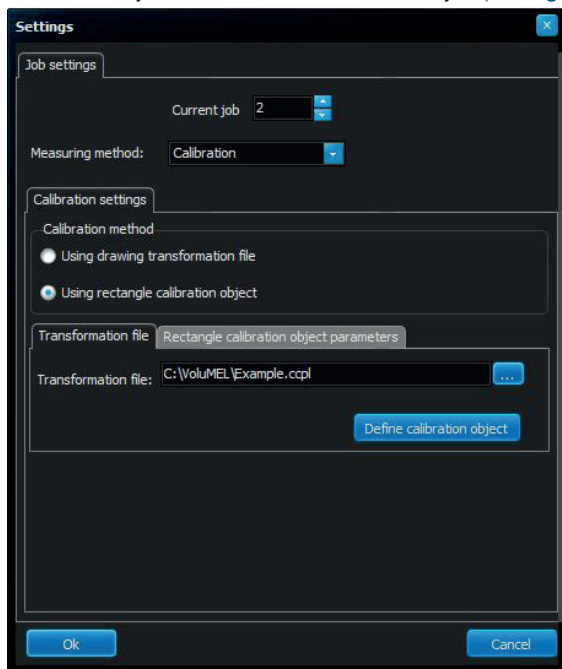 Settings
Job settings
Current job 2
Measuring method: Calibration
Calibration settings
Calibration method
Using drawing transformation file
Using rectangle calibration object
Transformation file Rectangle calibration object parameters
Transformation file: C:\VoluMEL\Example.ccpl ...
Define calibration object
Ok Cancel